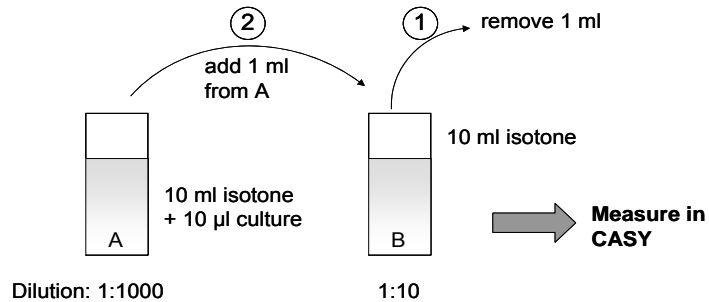 2
add 1 ml
from A
1
remove 1 ml
10 ml isotone
+ 10 µl culture
A
10 ml isotone
B
Measure in
CASY
Dilution: 1:1000
1:10